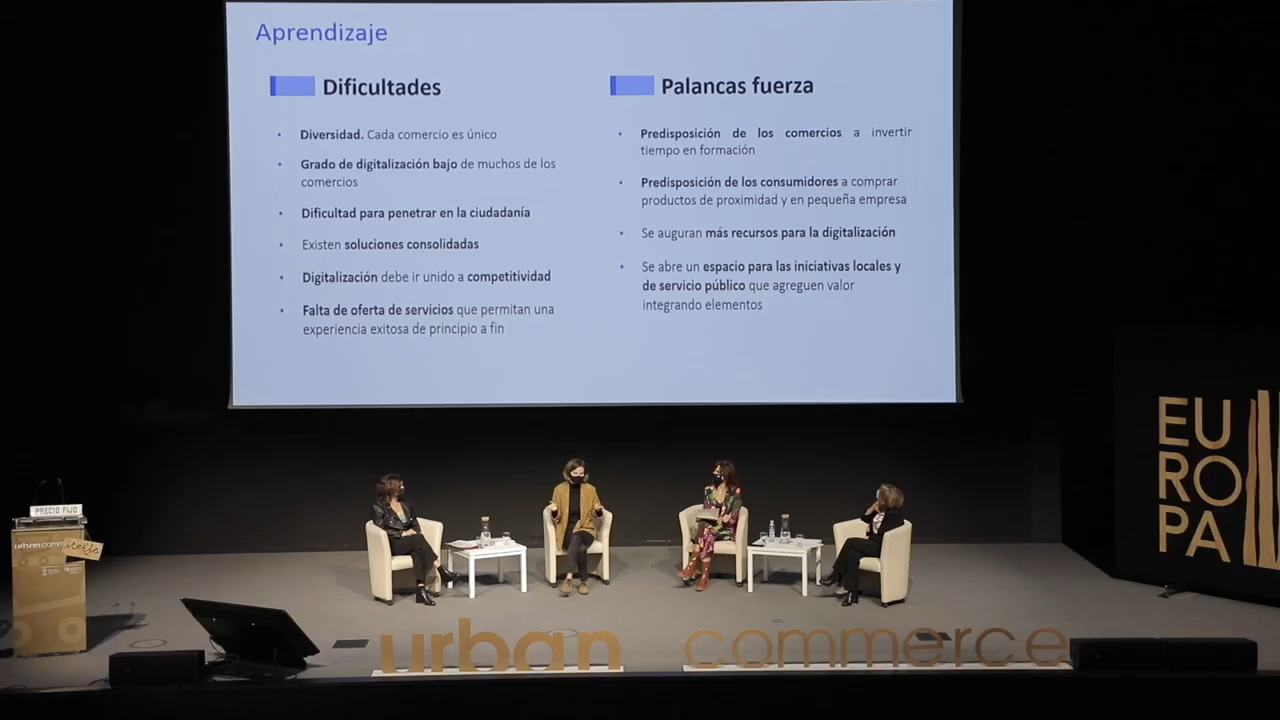 Aprendizaje
Dificultades
• Diversidad. Cada comercio es único
• Grado de digitalización bajo de muchos de los
comercios
• Dificultad para penetrar en la ciudadanía
• Existen soluciones consolidadas
• Digitalización debe ir unido a competitividad
• Falta de oferta de servicios que permitan una
experiencia exitosa de principio a fin
Palancas fuerza
• Predisposición de los comercios a invertir
tiempo en formación
• Predisposición de los consumidores a comprar
productos de proximidad y en pequeña empresa
• Se auguran más recursos para la digitalización
• Se abre un espacio para las iniciativas locales y
de servicio público que agreguen valor
integrando elementos
EU
RO
PA
PRECIO FIJO
urban comm
urban commerce